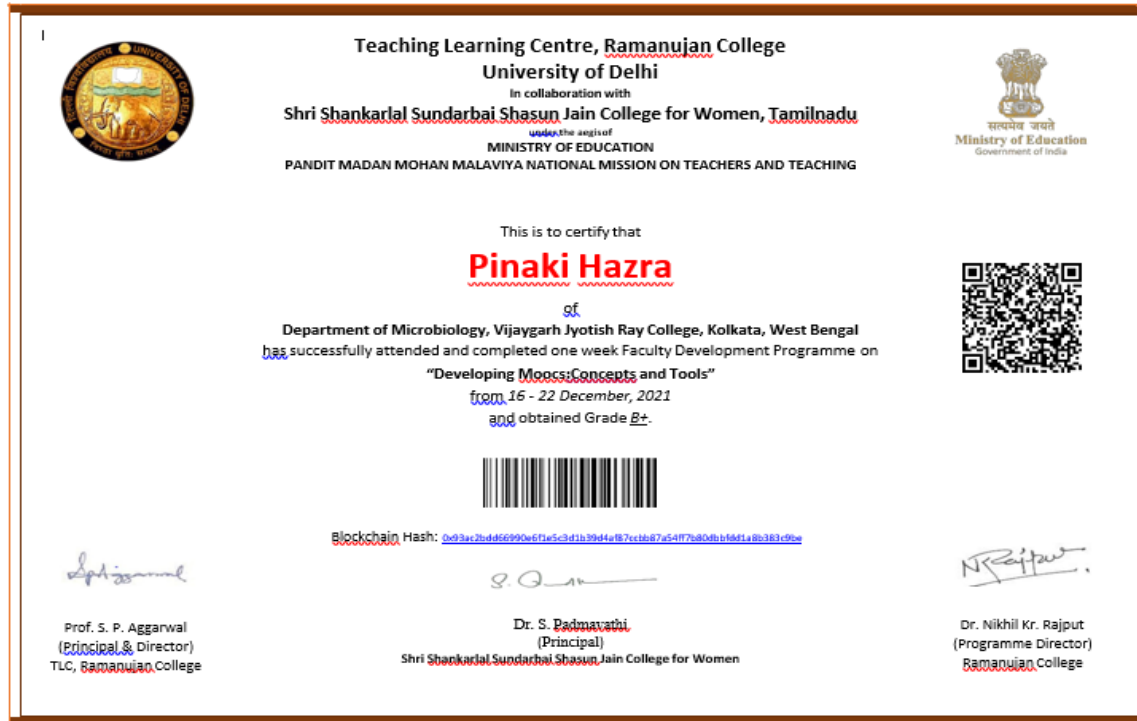 Teaching Learning Centre, Ramanujan College
University of Delhi
In collaboration with
Shri Shankarlal Sundarbai Shasun Jain College for Women, Tamilnadu
under the aegis of
MINISTRY OF EDUCATION
PANDIT MADAN MOHAN MALAVIYA NATIONAL MISSION ON TEACHERS AND TEACHING
सत्यमेव जयते
Ministry of Education
Government of India
This is to certify that
Pinaki Hazra
of
Department of Microbiology, Vijaygarh Jyotish Ray College, Kolkata, West Bengal
has successfully attended and completed one week Faculty Development Programme on
“Developing Moocs:Concepts and Tools”
from 16 - 22 December, 2021
and obtained Grade B+.
Blockchain Hash:
Prof. S. P. Aggarwal
(Principal & Director)
TLC, Ramanujan College
Dr. S. Padmavathi
(Principal)
Shri Shankarlal Sundarbai Shasun Jain College for Women
Dr. Nikhil Kr. Rajput
(Programme Director)
Ramanujan College